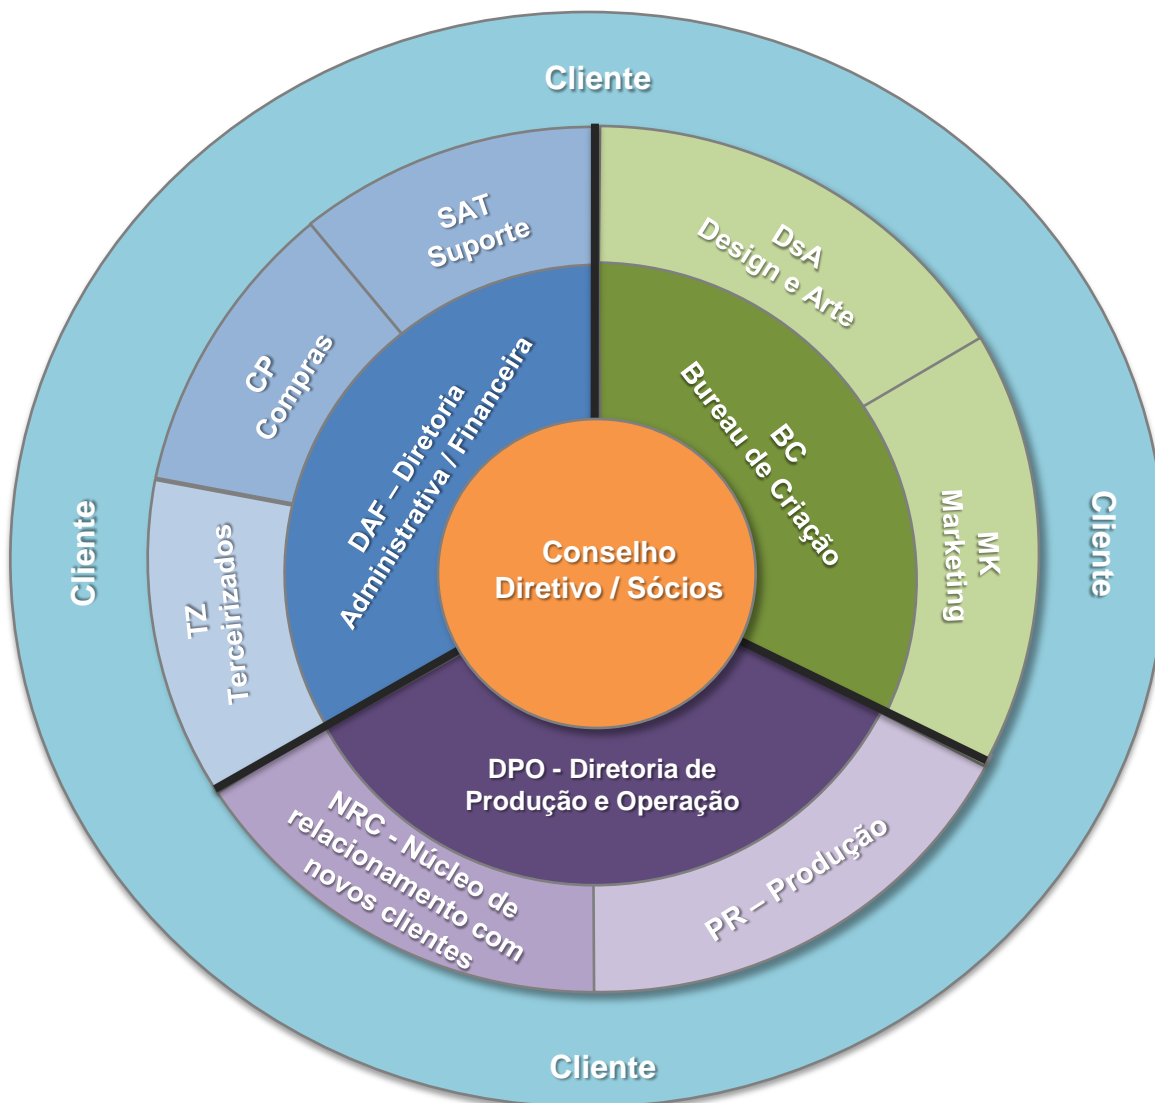 Cliente
SAT
Suporte
DsA
Design e Arte
CP
Compras
DAF – Diretoria
Administrativa / Financeira
BC
Bureau de Criação
MK
Marketing
Cliente
Cliente
TZ
Terceirizados
Conselho
Diretivo / Sócios
DPO - Diretoria de
Produção e Operação
NRC - Núcleo de
relacionamento com
novos clientes
PR – Produção
Cliente